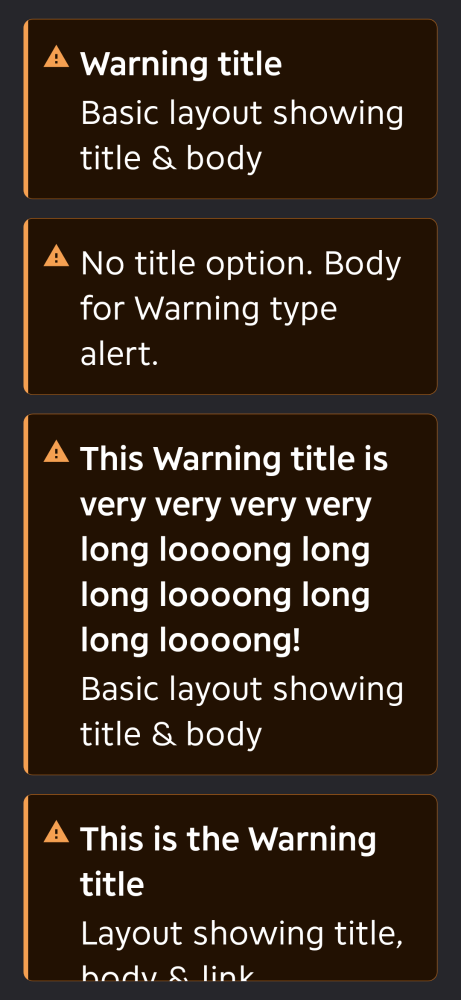 Warning title
Basic layout showing
title & body
No title option. Body
for Warning type
alert.
This Warning title is
very very very very
long loooong long
long loooong long
long loooong!
Basic layout showing
title & body
This is the Warning
title
Layout showing title,
body & link